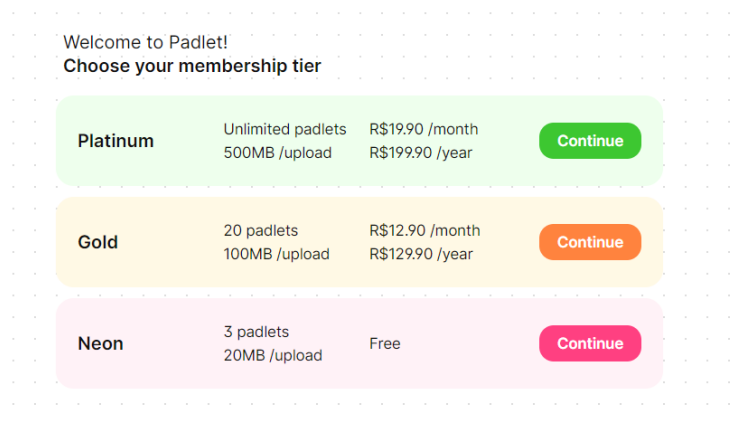 Welcome to Padlet!
Choose your membership tier
Platinum
Unlimited padlets
500MB /upload
R$19.90 /month
R$199.90 /year
Continue
Gold
20 padlets
100MB /upload
R$12.90 /month
R$129.90 /year
Continue
Neon
3 padlets
20MB /upload
Free
Continue